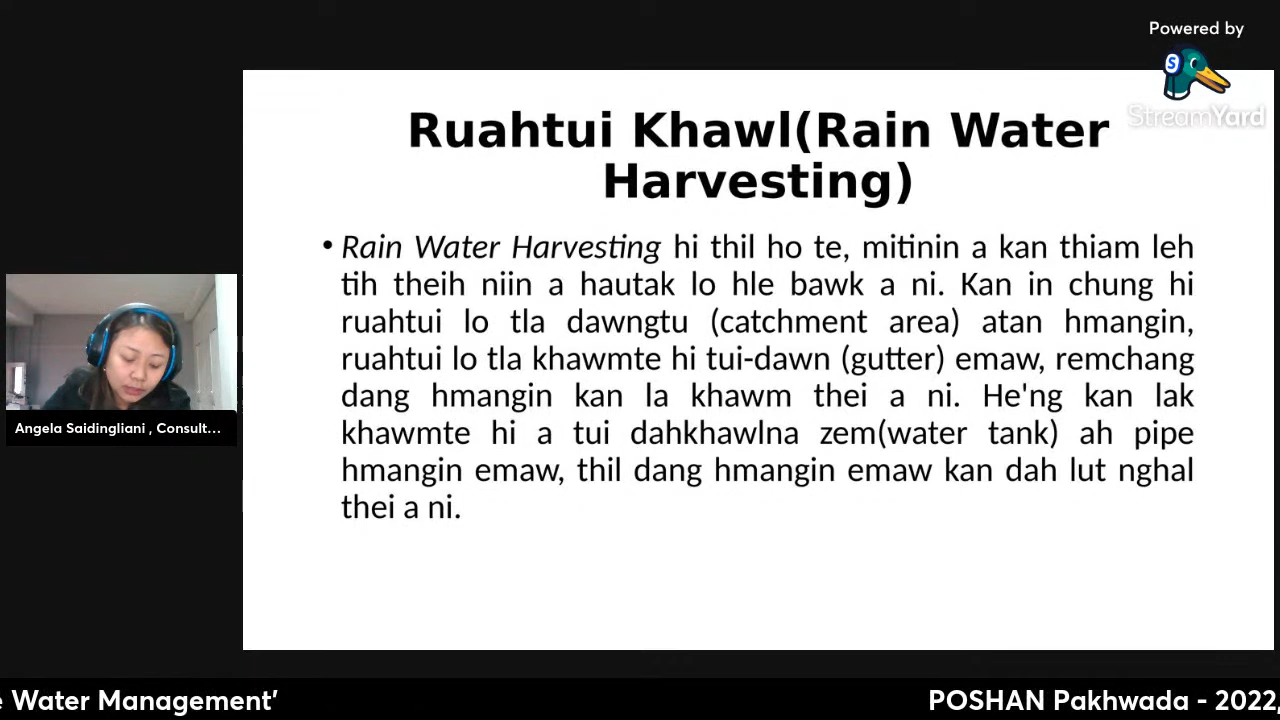 Powered by
StreamYard
Ruahtui Khawl(Rain Water
Harvesting)
• Rain Water Harvesting hi thil ho te, mitinin a kan thiam leh
tih theih niin a hautak lo hle bawk a ni. Kan in chung hi
ruahtui lo tla dawngtu (catchment area) atan hmangin,
ruahtui lo tla khawmte hi tui-dawn (gutter) emaw, remchang
dang hmangin kan la khawm thei a ni. He'ng kan lak
khawmte hi a tui dahkhawlna zem(water tank) ah pipe
hmangin emaw, thil dang hmangin emaw kan dah lut nghal
thei a ni.
Angela Saidingliani , Consult...
e Water Management’ POSHAN Pakhwada - 2022,